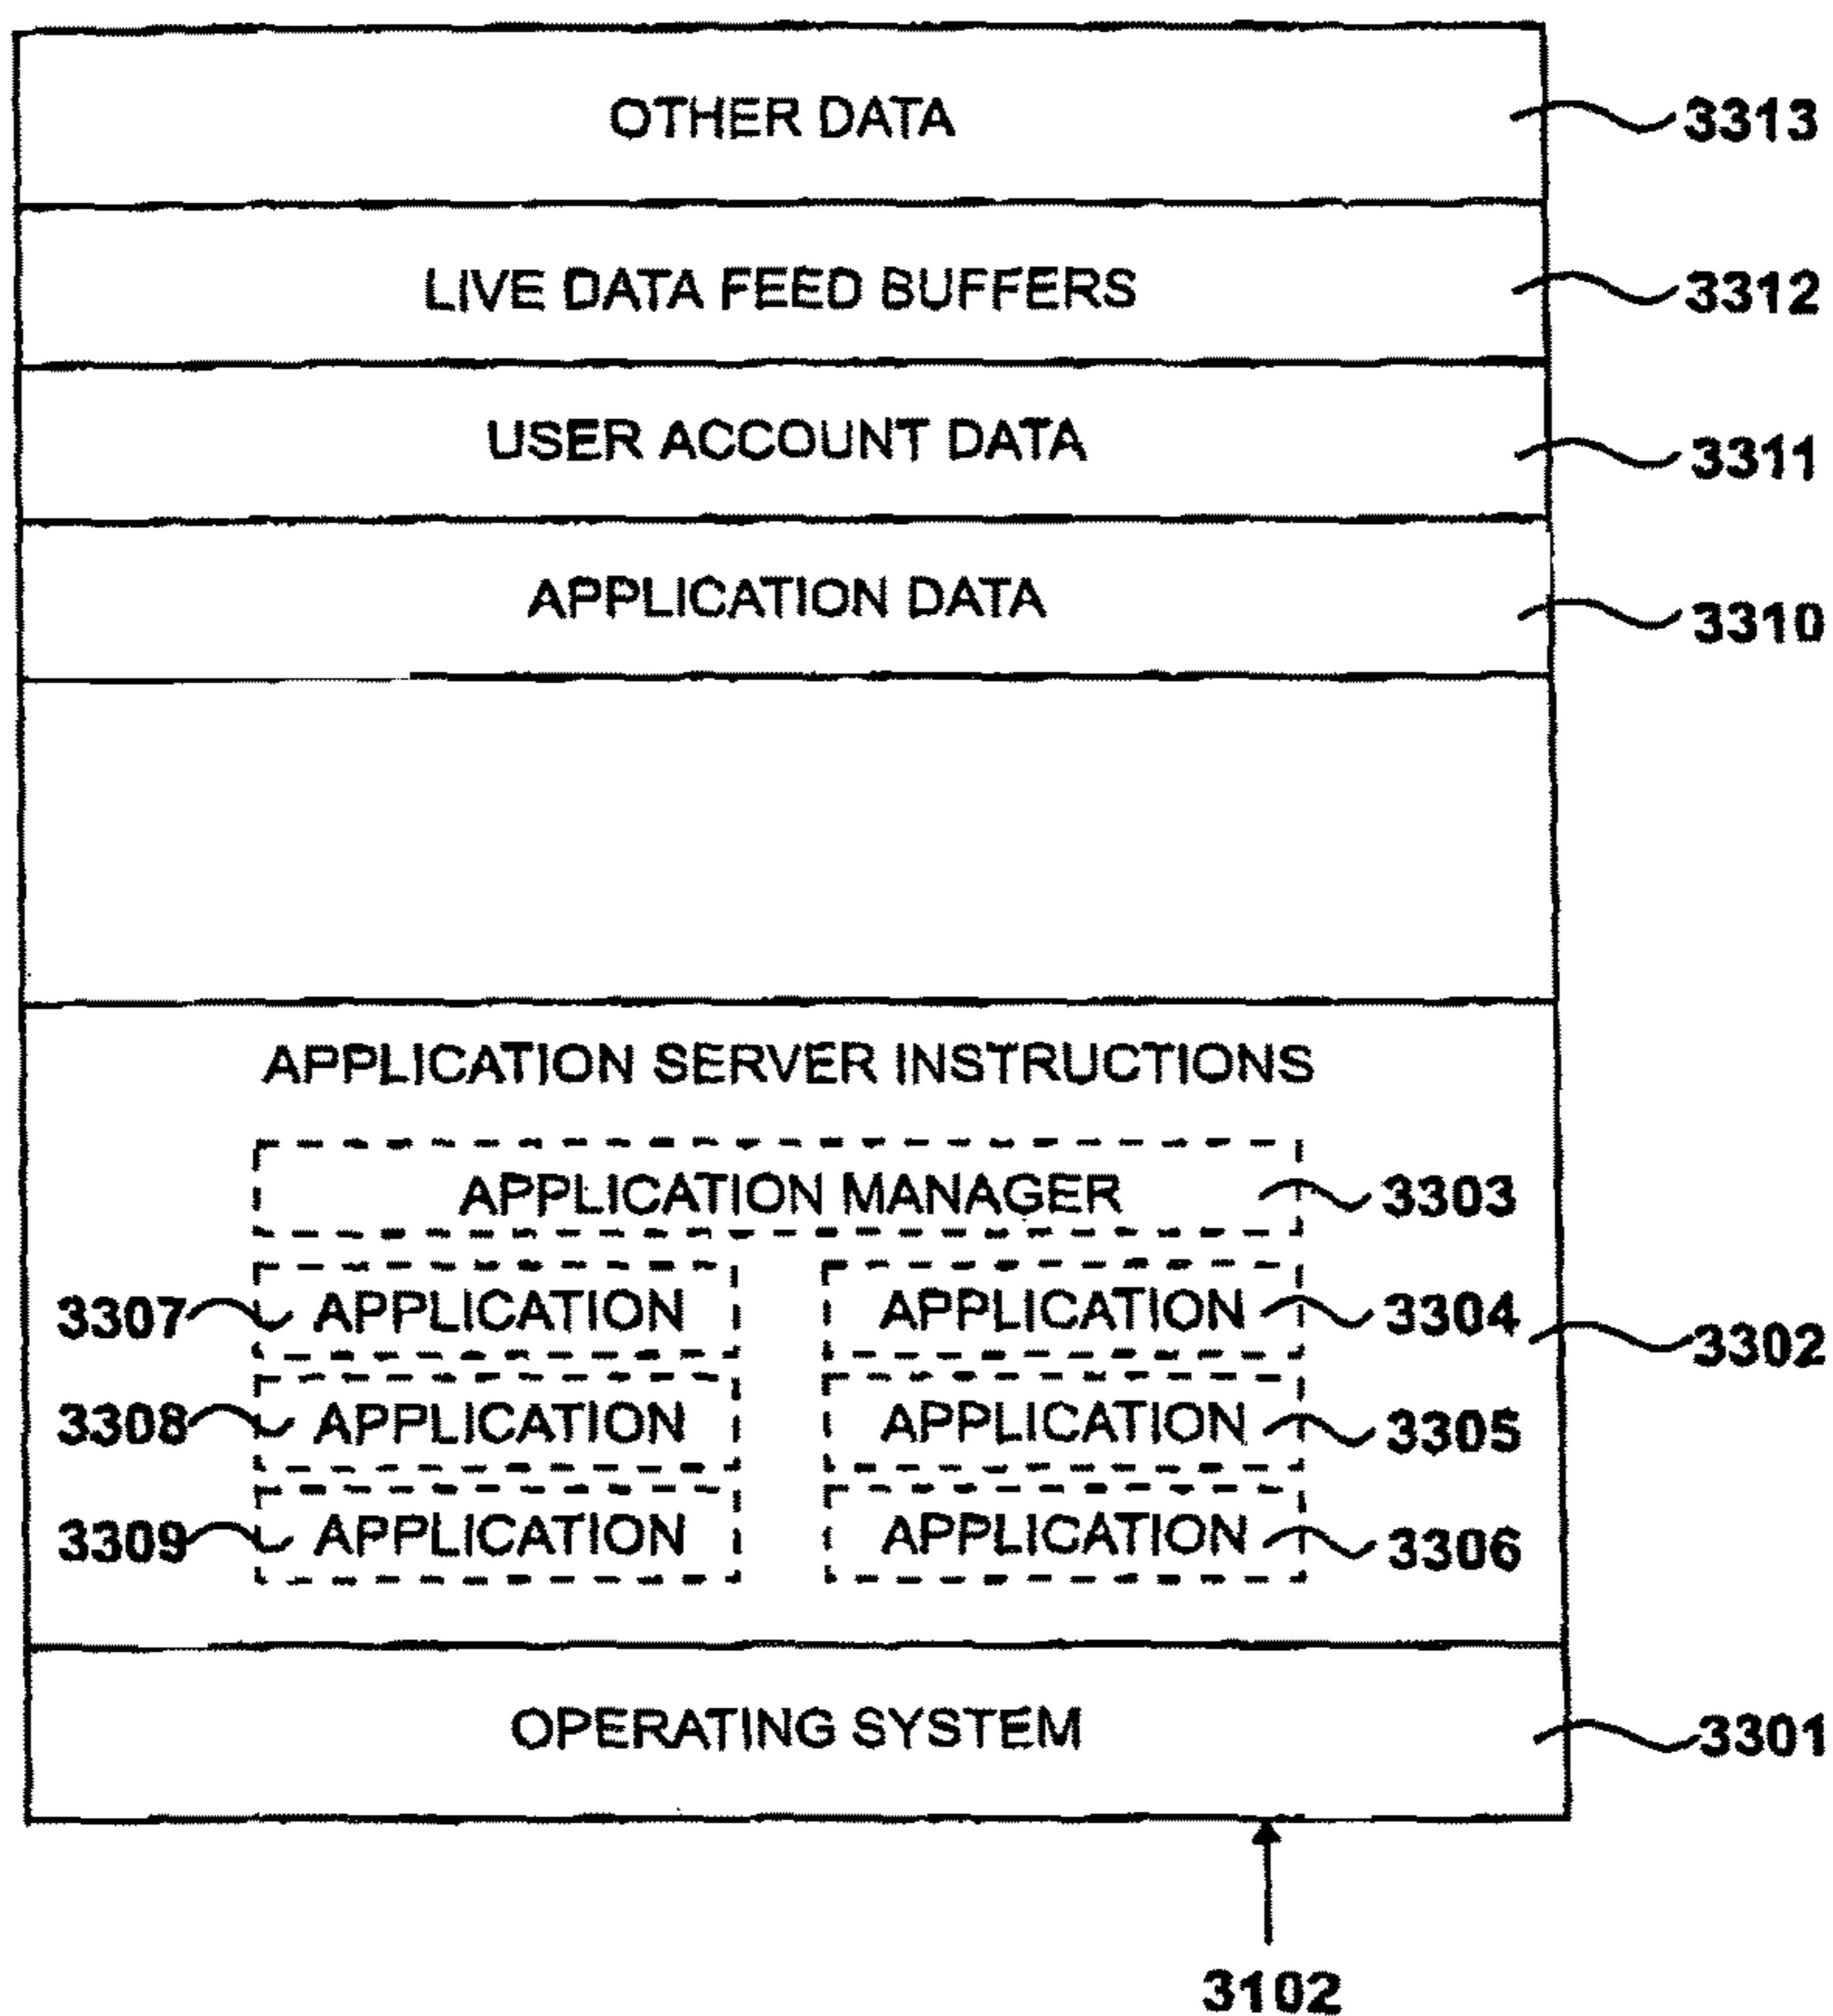 OTHER DATA 3313
LIVE DATA FEED BUFFERS 3312
USER ACCOUNT DATA 3311
APPLICATION DATA 3310
APPLICATION SERVER INSTRUCTIONS
APPLICATION MANAGER 3303
3307 APPLICATION APPLICATION 3304 3302
3308 APPLICATION APPLICATION 3305
3309 APPLICATION APPLICATION 3306
OPERATING SYSTEM 3301
3102